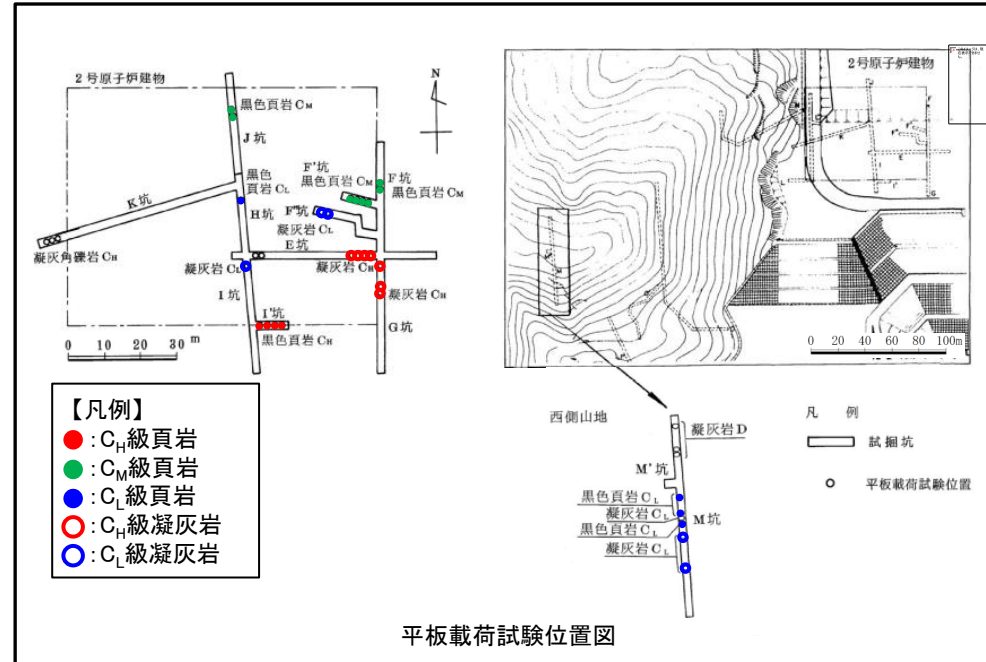 2号原子炉建物
N
黒色頁岩 CM
J坑
黒色
頁岩 CL
F'坑
黒色頁岩 CM
F坑
黒色頁岩 CM
K坑
H坑
F"坑
凝灰岩 CL
E坑
凝灰角礫岩 CH
凝灰岩 CL
凝灰岩 CH
I坑
凝灰岩 CH
I'坑
G坑
黒色頁岩 CH
0 10 20 30 m
【凡例】
:CH級頁岩
:CM級頁岩
:CL級頁岩
:CH級凝灰岩
:CL級凝灰岩
2号原子炉建物
0 20 40 60 80 100m
西側山地
凝灰岩 D
M'坑
黒色頁岩 CL
凝灰岩 CL
M坑
黒色頁岩 CL
凝灰岩 CL
凡 例
試掘坑
平板載荷試験位置
平板載荷試験位置図